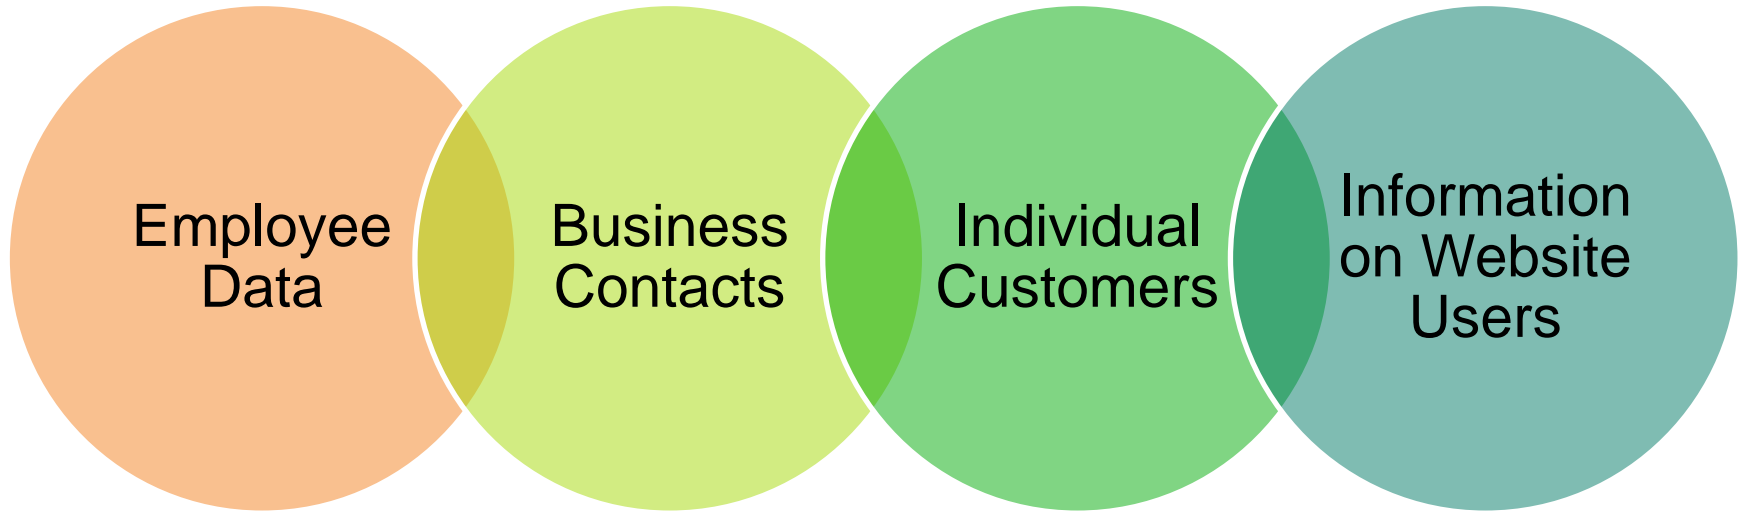 Employee
Data
Business
Contacts
Individual
Customers
Information
on Website
Users